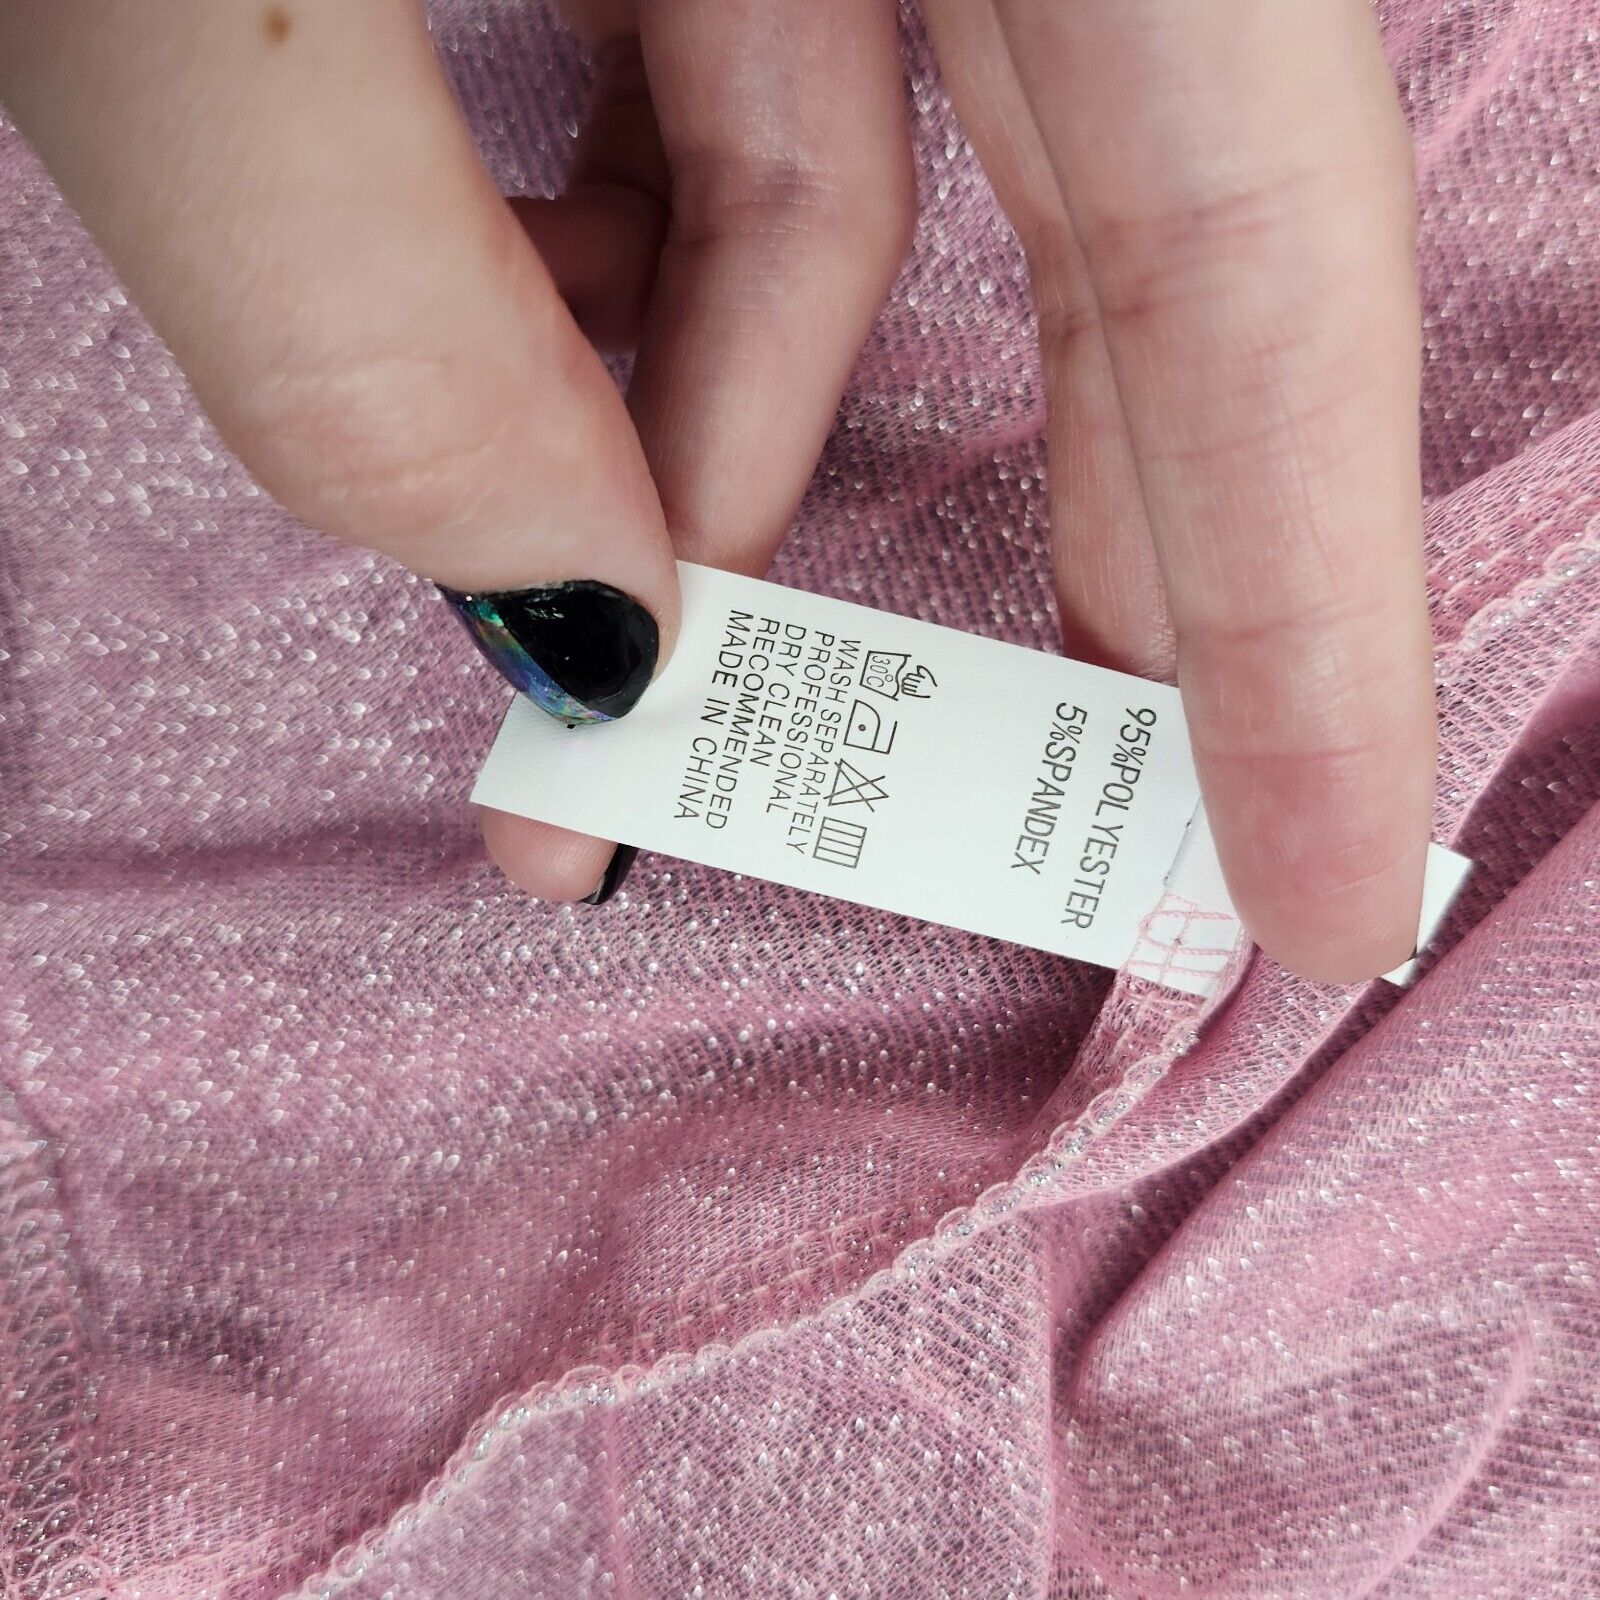 95%POLYESTER
5%SPANDEX
30°C
WASH SEPARATELY
PROFESSIONAL
DRY CLEAN
RECOMMENDED
MADE IN CHINA